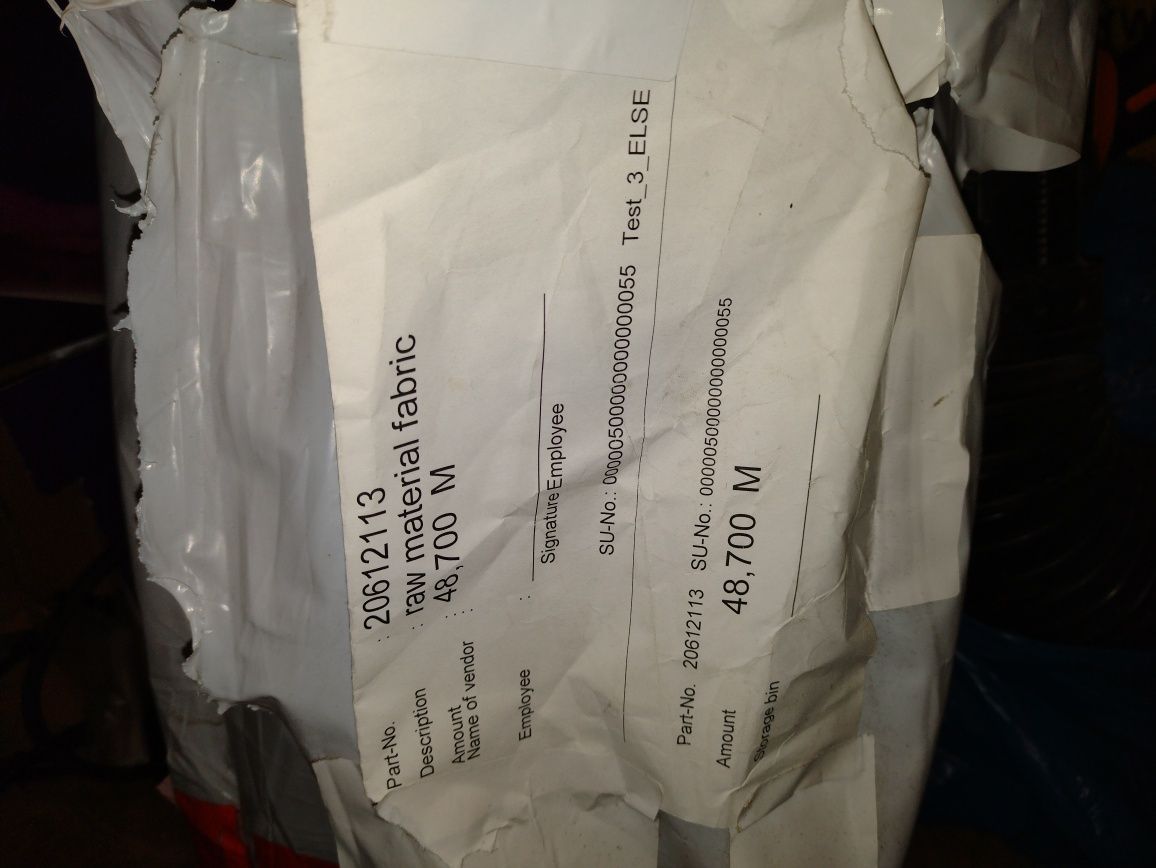 Part-No. : 20612113
Description : raw material fabric
Amount : 48,700 M
Name of vendor :
Employee :
Signature Employee
SU-No.: 00000500000000000055 Test_3_ELSE
Part-No. 20612113 SU-No.: 00000500000000000055
Amount 48,700 M
Storage bin